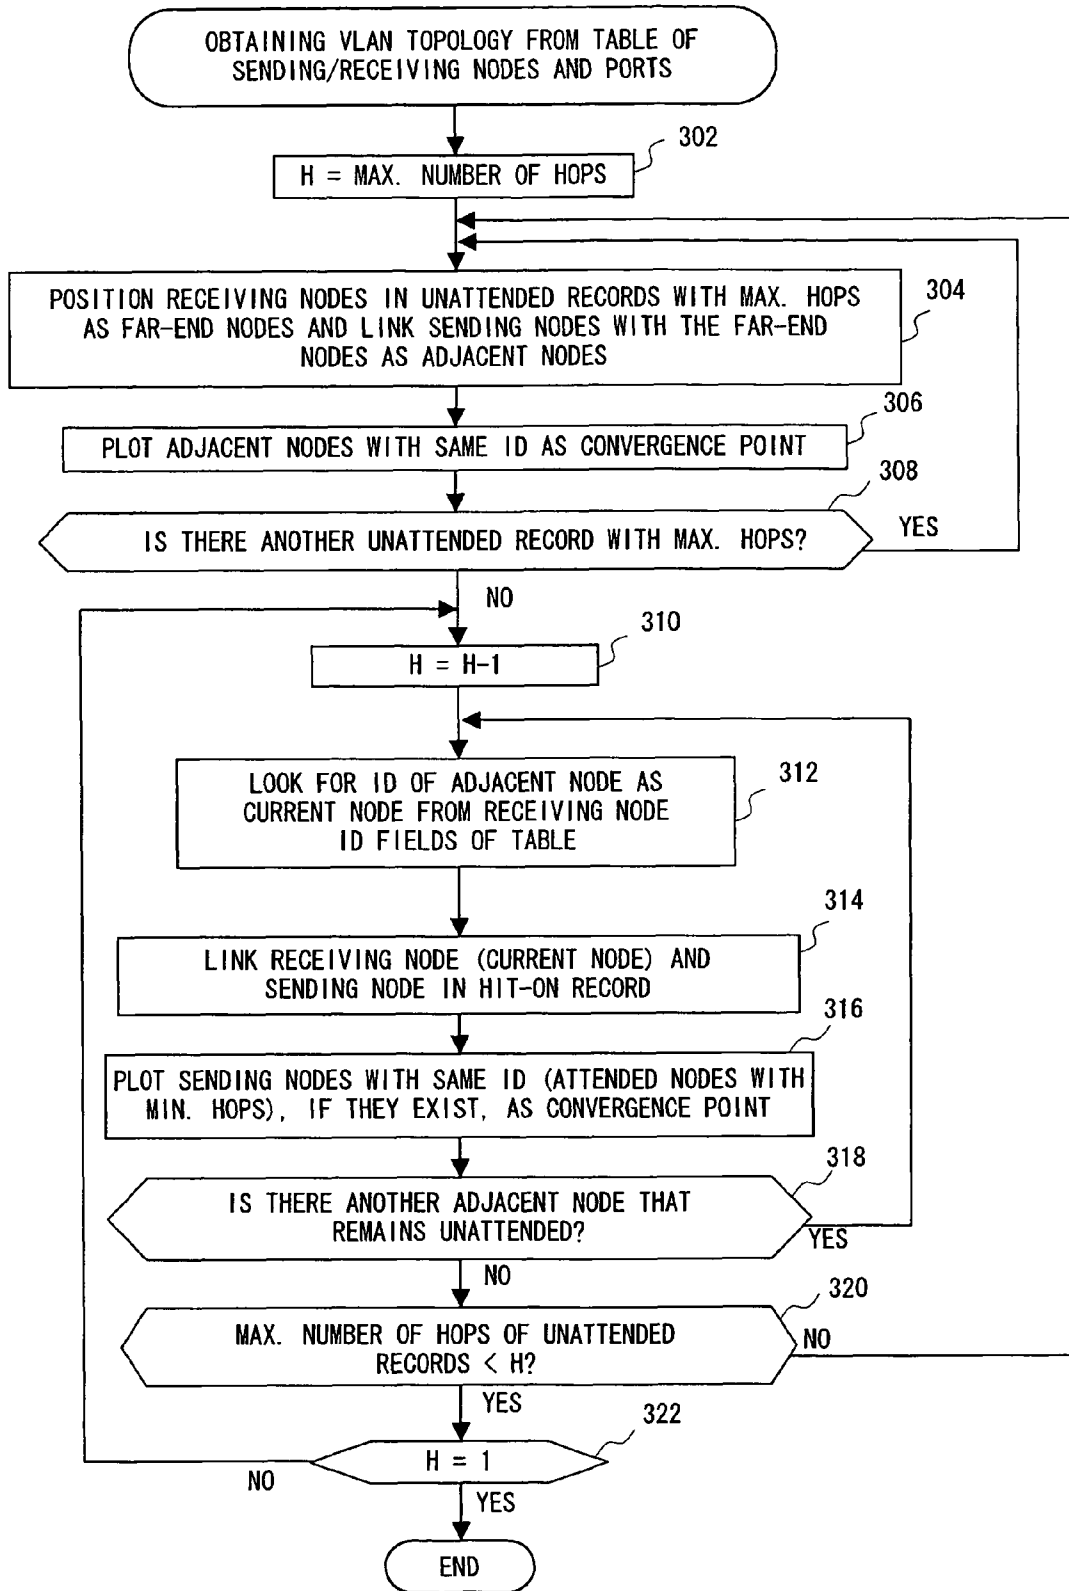 OBTAINING VLAN TOPOLOGY FROM TABLE OF
SENDING/RECEIVING NODES AND PORTS
302
H = MAX. NUMBER OF HOPS
304
POSITION RECEIVING NODES IN UNATTENDED RECORDS WITH MAX. HOPS
AS FAR-END NODES AND LINK SENDING NODES WITH THE FAR-END
NODES AS ADJACENT NODES
306
PLOT ADJACENT NODES WITH SAME ID AS CONVERGENCE POINT
308
IS THERE ANOTHER UNATTENDED RECORD WITH MAX. HOPS?
YES
NO
310
H = H-1
312
LOOK FOR ID OF ADJACENT NODE AS
CURRENT NODE FROM RECEIVING NODE
ID FIELDS OF TABLE
314
LINK RECEIVING NODE (CURRENT NODE) AND
SENDING NODE IN HIT-ON RECORD
316
PLOT SENDING NODES WITH SAME ID (ATTENDED NODES WITH
MIN. HOPS), IF THEY EXIST, AS CONVERGENCE POINT
318
IS THERE ANOTHER ADJACENT NODE THAT
REMAINS UNATTENDED?
YES
NO
320
MAX. NUMBER OF HOPS OF UNATTENDED
RECORDS < H?
NO
YES
322
H = 1
NO
YES
END